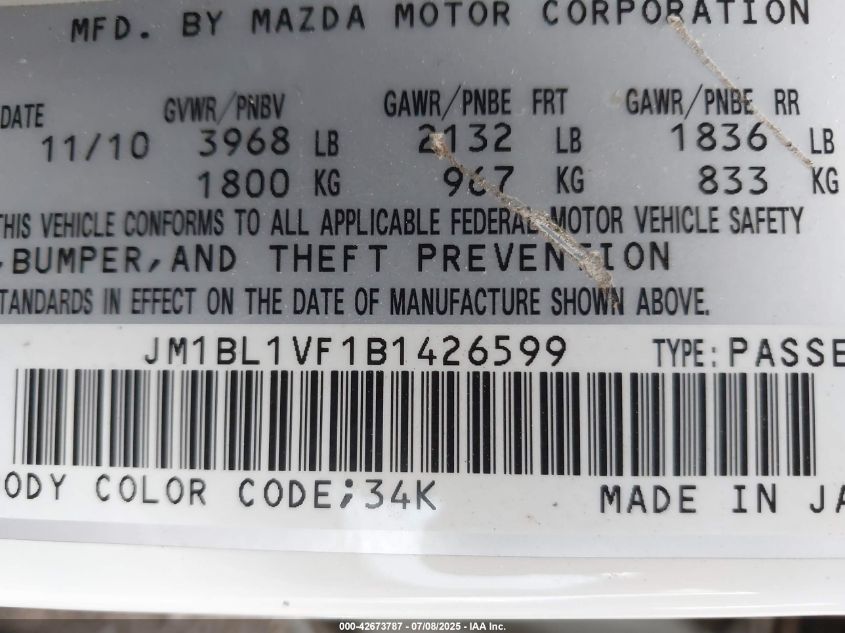 MFD. BY MAZDA MOTOR CORPORATION
DATE GVWR/PNBV GAWR/PNBE FRT GAWR/PNBE RR
11/10 3968 LB 2132 LB 1836 LB
1800 KG 967 KG 833 KG
THIS VEHICLE CONFORMS TO ALL APPLICABLE FEDERAL MOTOR VEHICLE SAFETY
,BUMPER,AND THEFT PREVENTION
STANDARDS IN EFFECT ON THE DATE OF MANUFACTURE SHOWN ABOVE.
JM1BL1VF1B1426599 TYPE:PASSE
ODY COLOR CODE;34K MADE IN JA
000-42673787 - 07/08/2025 - IAA Inc.